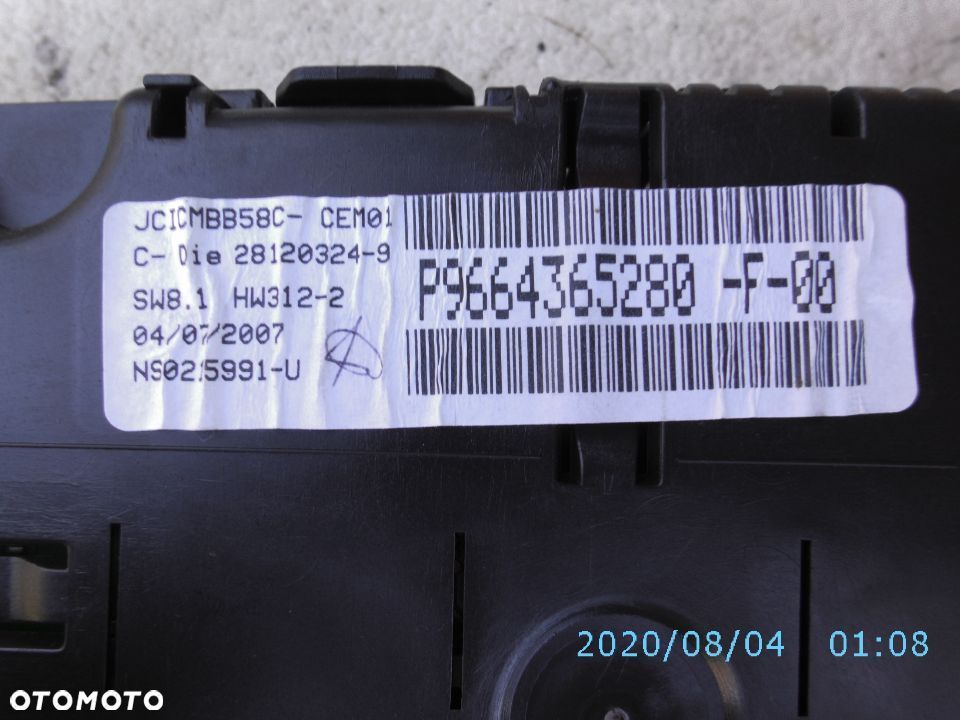 JCICMBB58C- CEM01
C- Die 28120324-9
SW8.1 HW312-2
04/07/2007
N90215991-U
P9664365280 -F-00
2020/08/04 01:08
OTOMOTO